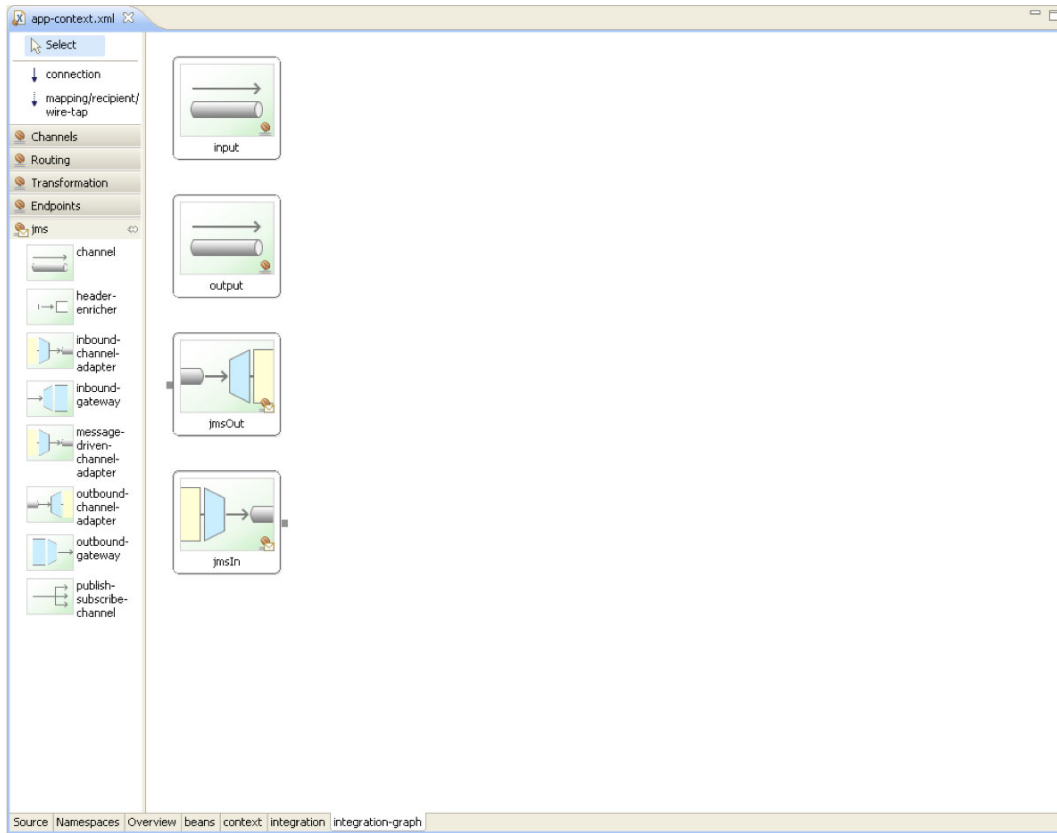 app-context.xml
Select
connection
mapping/recipient/
wire-tap
Channels
Routing
Transformation
Endpoints
jms
channel
header-
enricher
inbound-
channel-
adapter
inbound-
gateway
message-
driven-
channel-
adapter
outbound-
channel-
adapter
outbound-
gateway
publish-
subscribe-
channel
input
output
jmsOut
jmsIn
Source Namespaces Overview beans context integration integration-graph